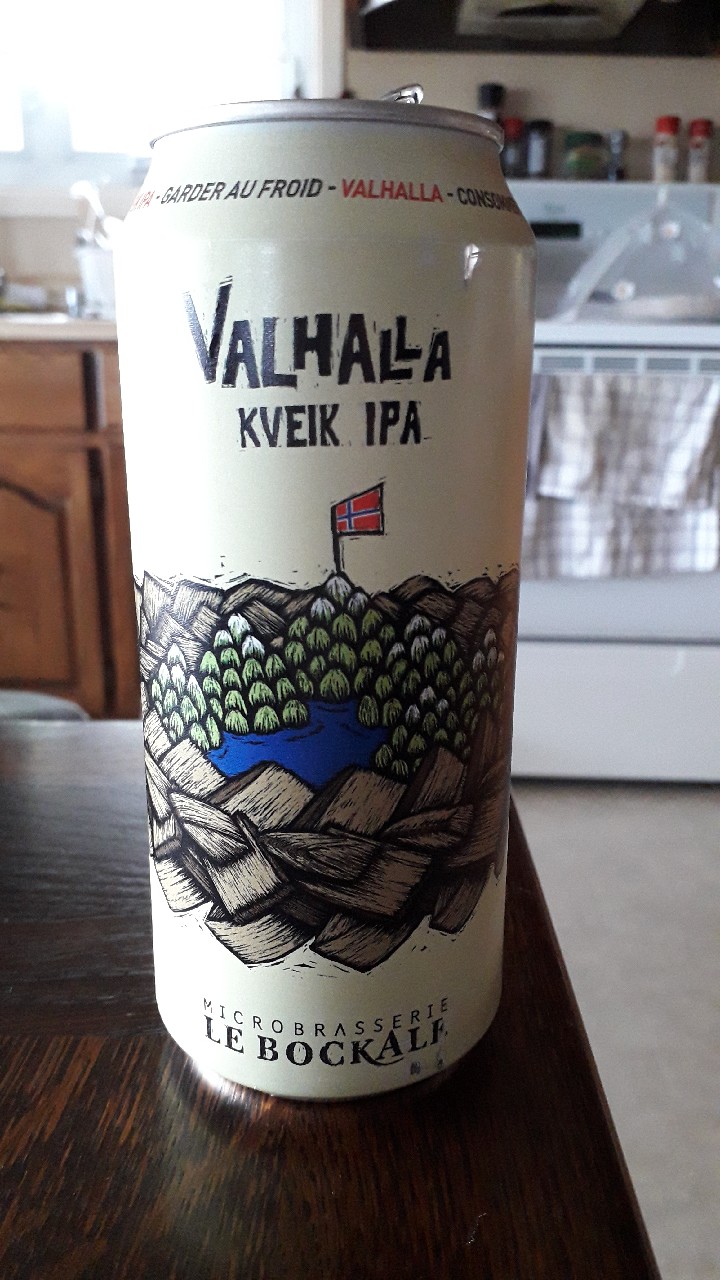 - GARDER AU FROID - VALHALLA -
VALHALLA
KVEIK IPA
MICROBRASSERIE
LE BOCKALE